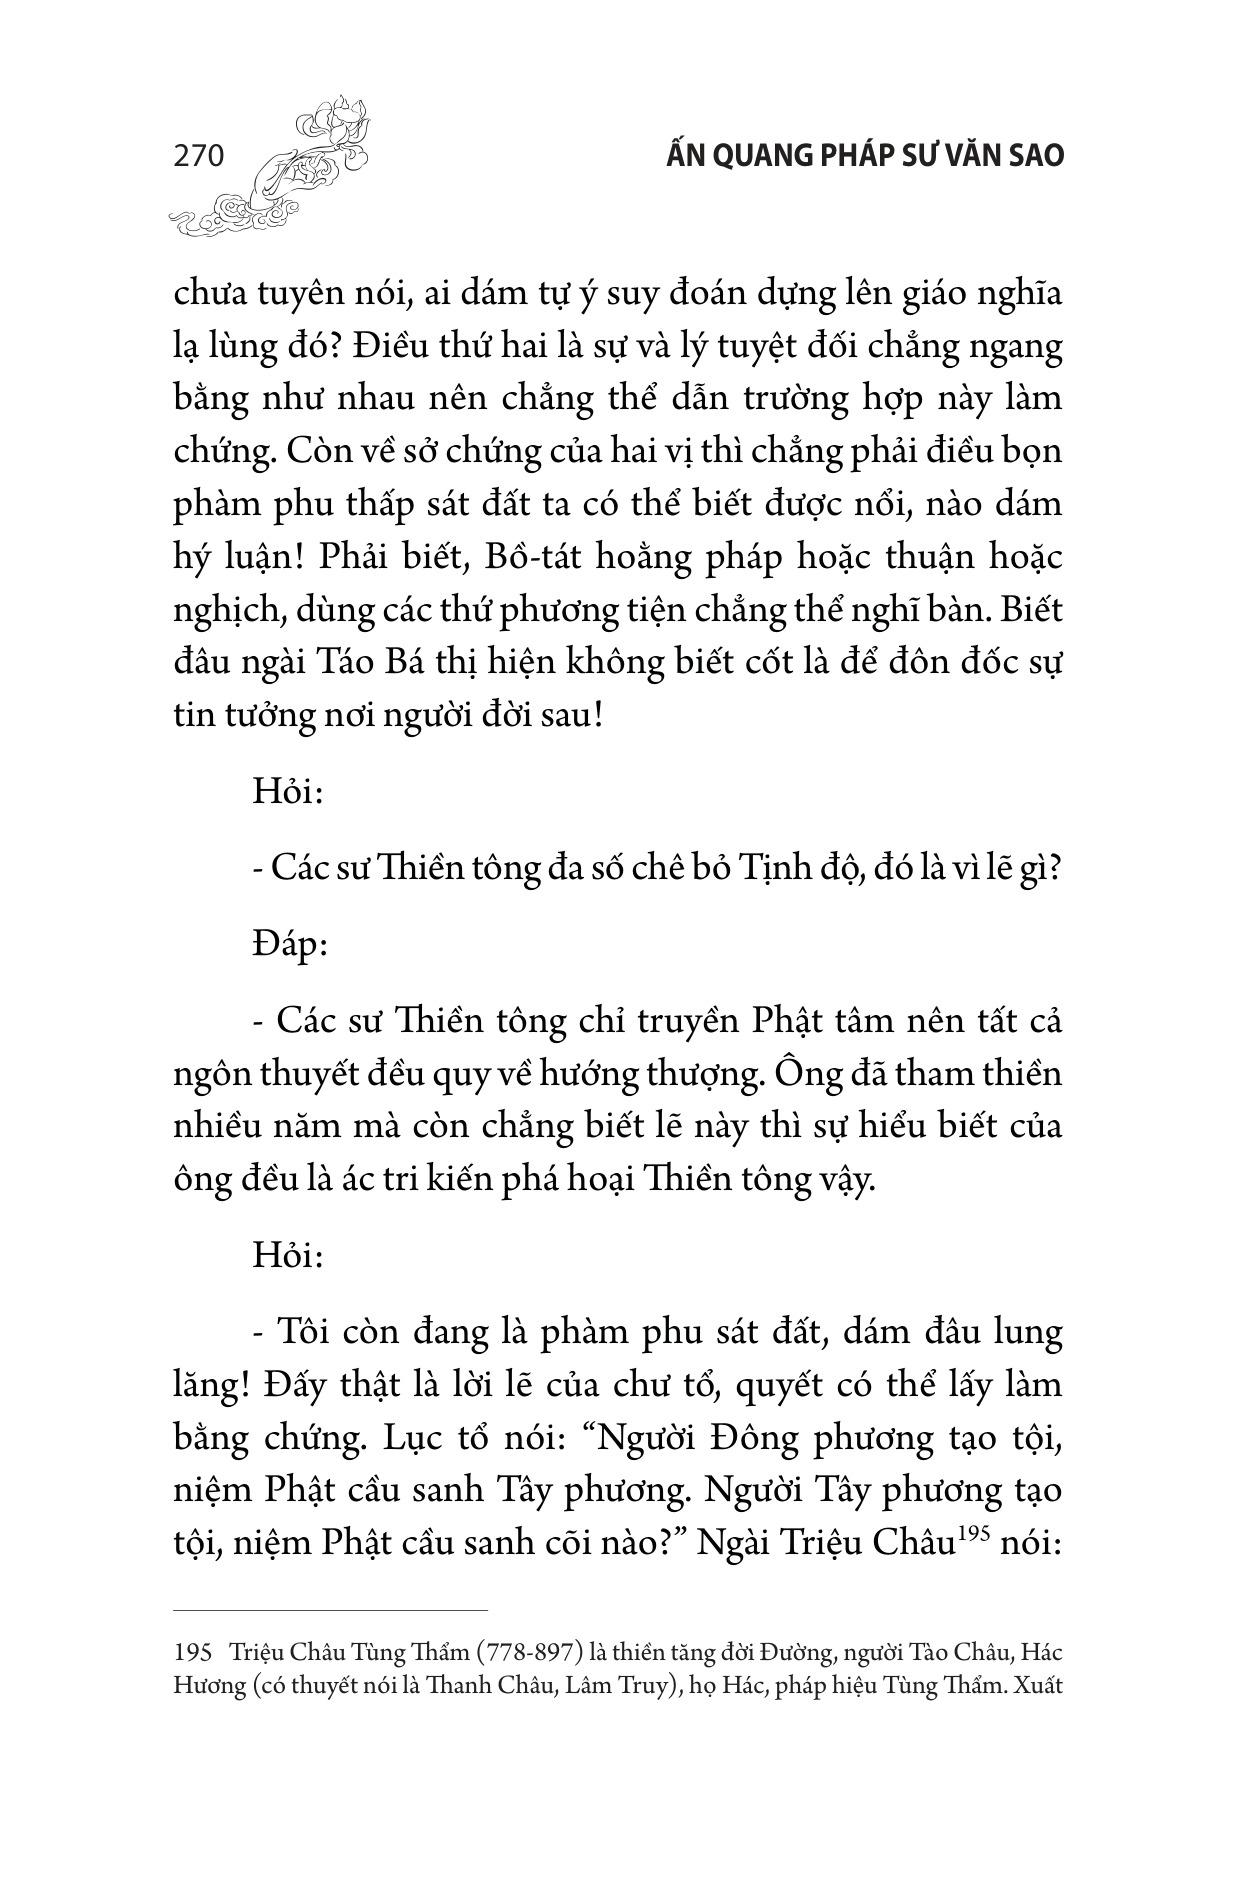 270
ẤN QUANG PHÁP SƯ VĂN SAO
chưa tuyên nói, ai dám tự ý suy đoán dựng lên giáo nghĩa
lạ lùng đó? Điều thứ hai là sự và lý tuyệt đối chẳng ngang
bằng như nhau nên chẳng thể dẫn trường hợp này làm
chứng. Còn về sở chứng của hai vị thì chẳng phải điều bọn
phàm phu thấp sát đất ta có thể biết được nổi, nào dám
hý luận! Phải biết, Bồ-tát hoằng pháp hoặc thuận hoặc
nghịch, dùng các thứ phương tiện chẳng thể nghĩ bàn. Biết
đâu ngài Táo Bá thị hiện không biết cốt là để đôn đốc sự
tin tưởng nơi người đời sau!
Hỏi:
- Các sư Thiền tông đa số chê bỏ Tịnh độ, đó là vì lẽ gì?
Đáp:
- Các sư Thiền tông chỉ truyền Phật tâm nên tất cả
ngôn thuyết đều quy về hướng thượng. Ông đã tham thiền
nhiều năm mà còn chẳng biết lẽ này thì sự hiểu biết của
ông đều là ác tri kiến phá hoại Thiền tông vậy.
Hỏi:
- Tôi còn đang là phàm phu sát đất, dám đâu lung
lăng! Đấy thật là lời lẽ của chư tổ, quyết có thể lấy làm
bằng chứng. Lục tổ nói: “Người Đông phương tạo tội,
niệm Phật cầu sanh Tây phương. Người Tây phương tạo
tội, niệm Phật cầu sanh cõi nào?” Ngài Triệu Châu195 nói:
195 Triệu Châu Tùng Thẩm (778-897) là thiền tăng đời Đường, người Tào Châu, Hác
Hương (có thuyết nói là Thanh Châu, Lâm Truy), họ Hác, pháp hiệu Tùng Thẩm. Xuất